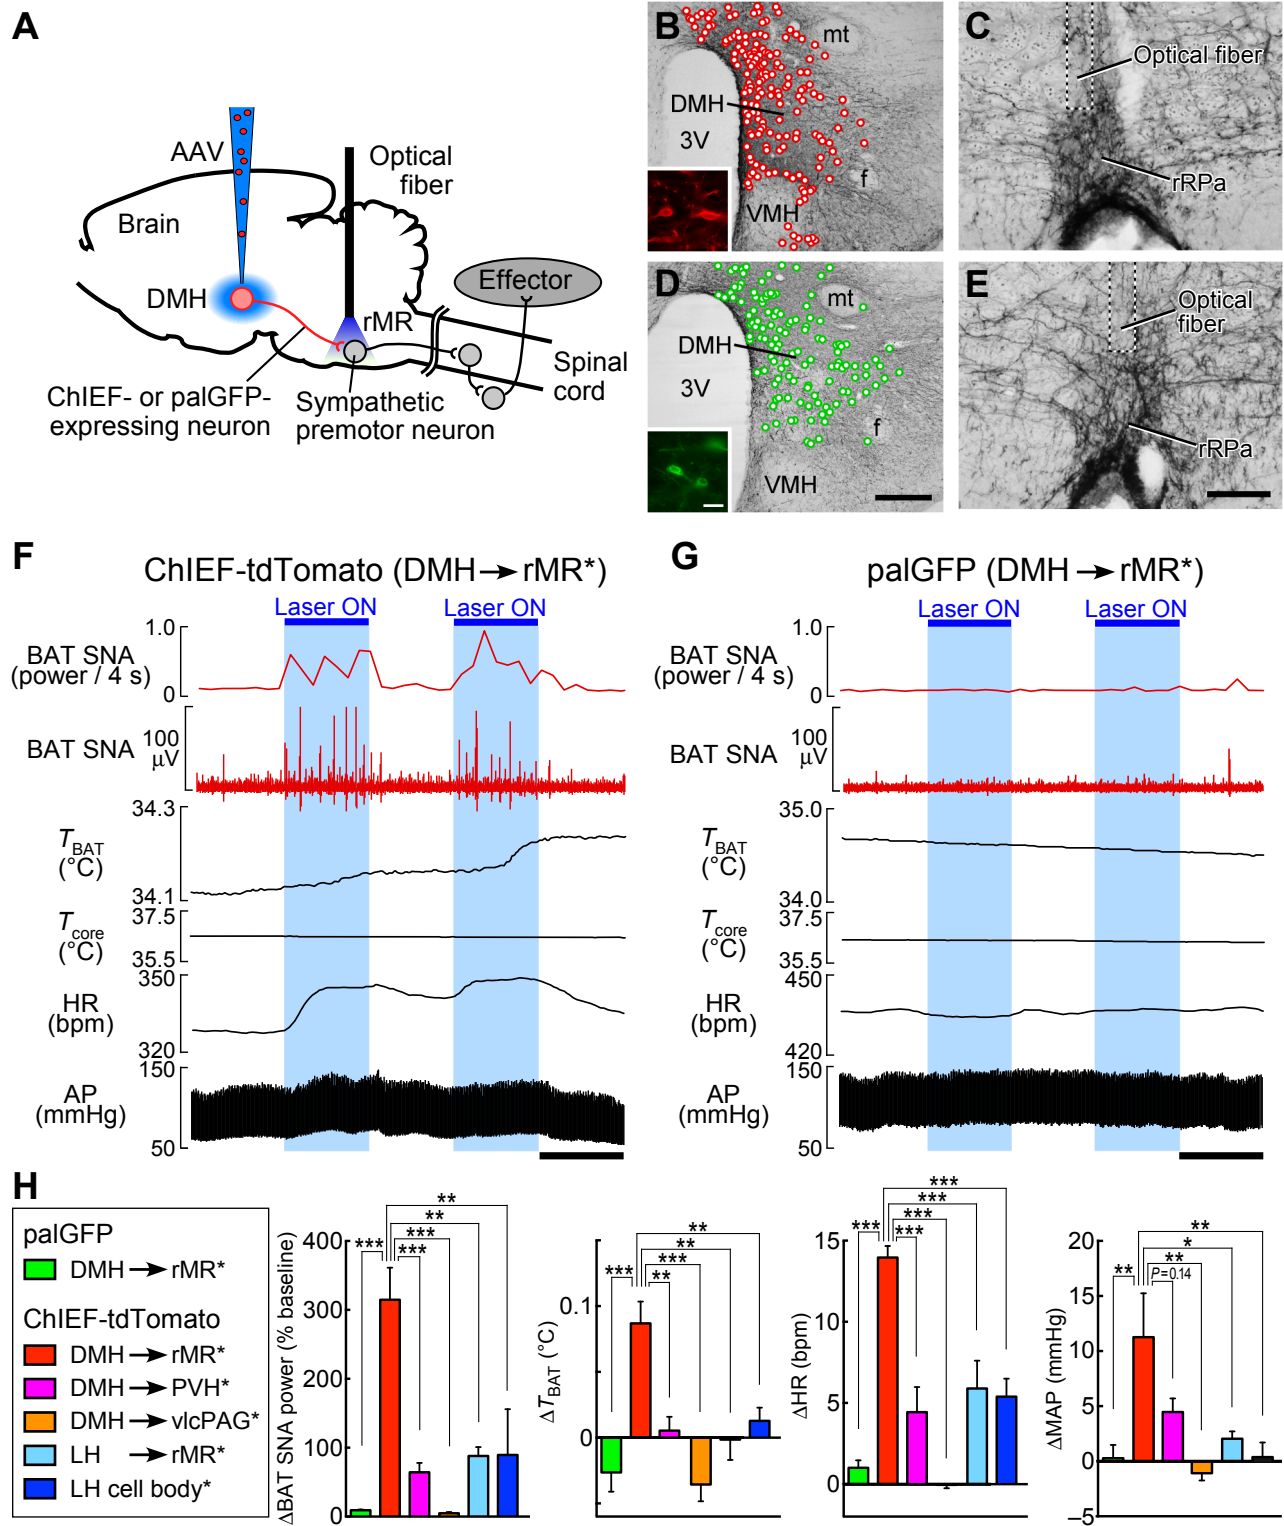 A
AAV
Optical
fiber
Brain
DMH
rMR
Effector
Spinal
cord
ChIEF- or palGFP-
expressing neuron
Sympathetic
premotor neuron
B
mt
DMH
3V
f
VMH
C
Optical fiber
rRPa
D
mt
DMH
3V
f
VMH
E
Optical
fiber
rRPa
F
ChIEF-tdTomato (DMH → rMR*)
Laser ON
Laser ON
BAT SNA
(power / 4 s)
1.0
0
BAT SNA
100
µV
TBAT
(°C)
34.3
34.1
Tcore
(°C)
37.5
35.5
HR
(bpm)
350
320
AP
(mmHg)
150
50
G
palGFP (DMH → rMR*)
Laser ON
Laser ON
BAT SNA
(power / 4 s)
1.0
0
BAT SNA
100
µV
TBAT
(°C)
35.0
34.0
Tcore
(°C)
37.5
35.5
HR
(bpm)
450
420
AP
(mmHg)
150
50
H
palGFP
DMH → rMR*
ChIEF-tdTomato
DMH → rMR*
DMH → PVH*
DMH → vlcPAG*
LH → rMR*
LH cell body*
ΔBAT SNA power (% baseline)
400
300
200
100
0
**
**
***
***
***
ΔTBAT (°C)
0.1
0
**
**
***
***
**
ΔHR (bpm)
15
10
5
0
***
***
***
***
***
ΔMAP (mmHg)
20
15
10
5
0
−5
**
*
**
**
P = 0.14